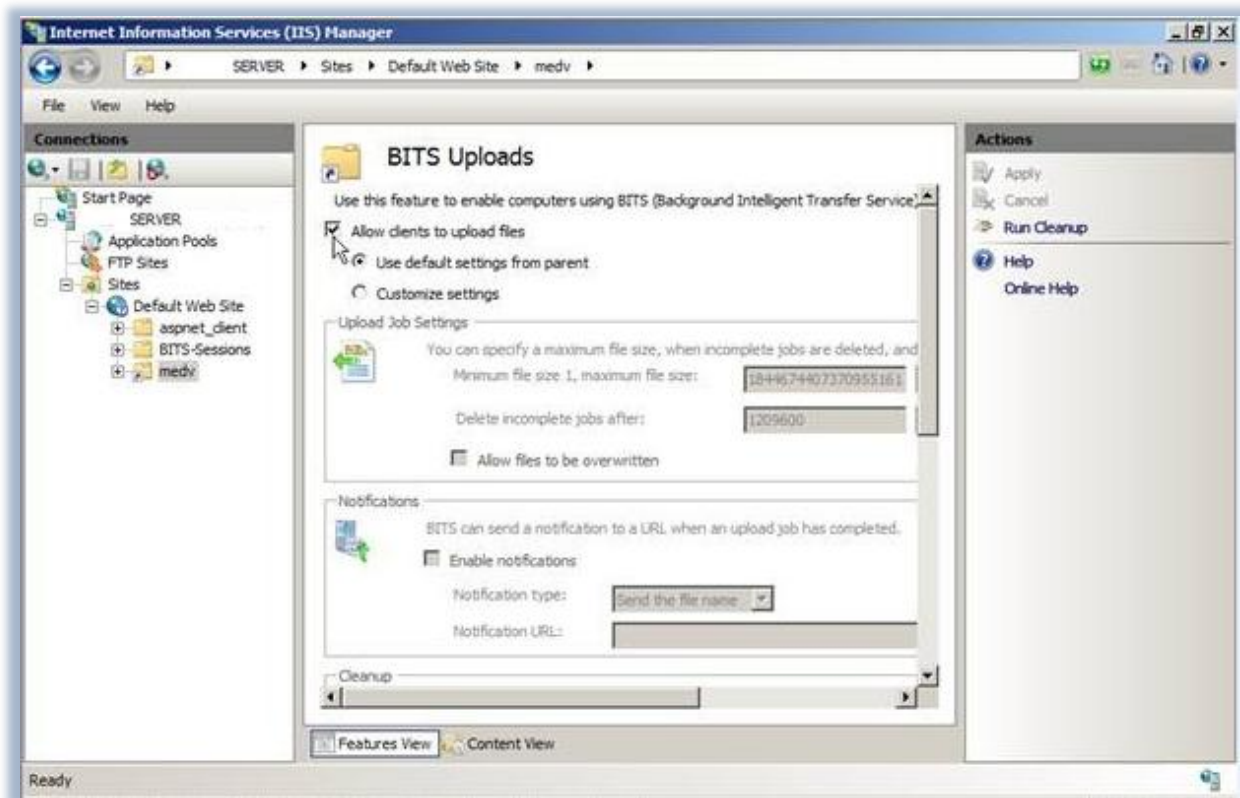 Internet Information Services (IIS) Manager
SERVER Sites Default Web Site medv
File View Help
Connections
Start Page
SERVER
Application Pools
FTP Sites
Sites
Default Web Site
aspnet_client
BITS-Sessions
medv
BITS Uploads
Use this feature to enable computers using BITS (Background Intelligent Transfer Service)
Allow clients to upload files
Use default settings from parent
Customize settings
Upload Job Settings
You can specify a maximum file size, when incomplete jobs are deleted, and
Minimum file size 1, maximum file size:
1844674407370955161
Delete incomplete jobs after:
1209600
Allow files to be overwritten
Notifications
BITS can send a notification to a URL when an upload job has completed.
Enable notifications
Notification type:
Send the file name
Notification URL:
Cleanup
Features View
Content View
Actions
Apply
Cancel
Run Cleanup
Help
Online Help
Ready